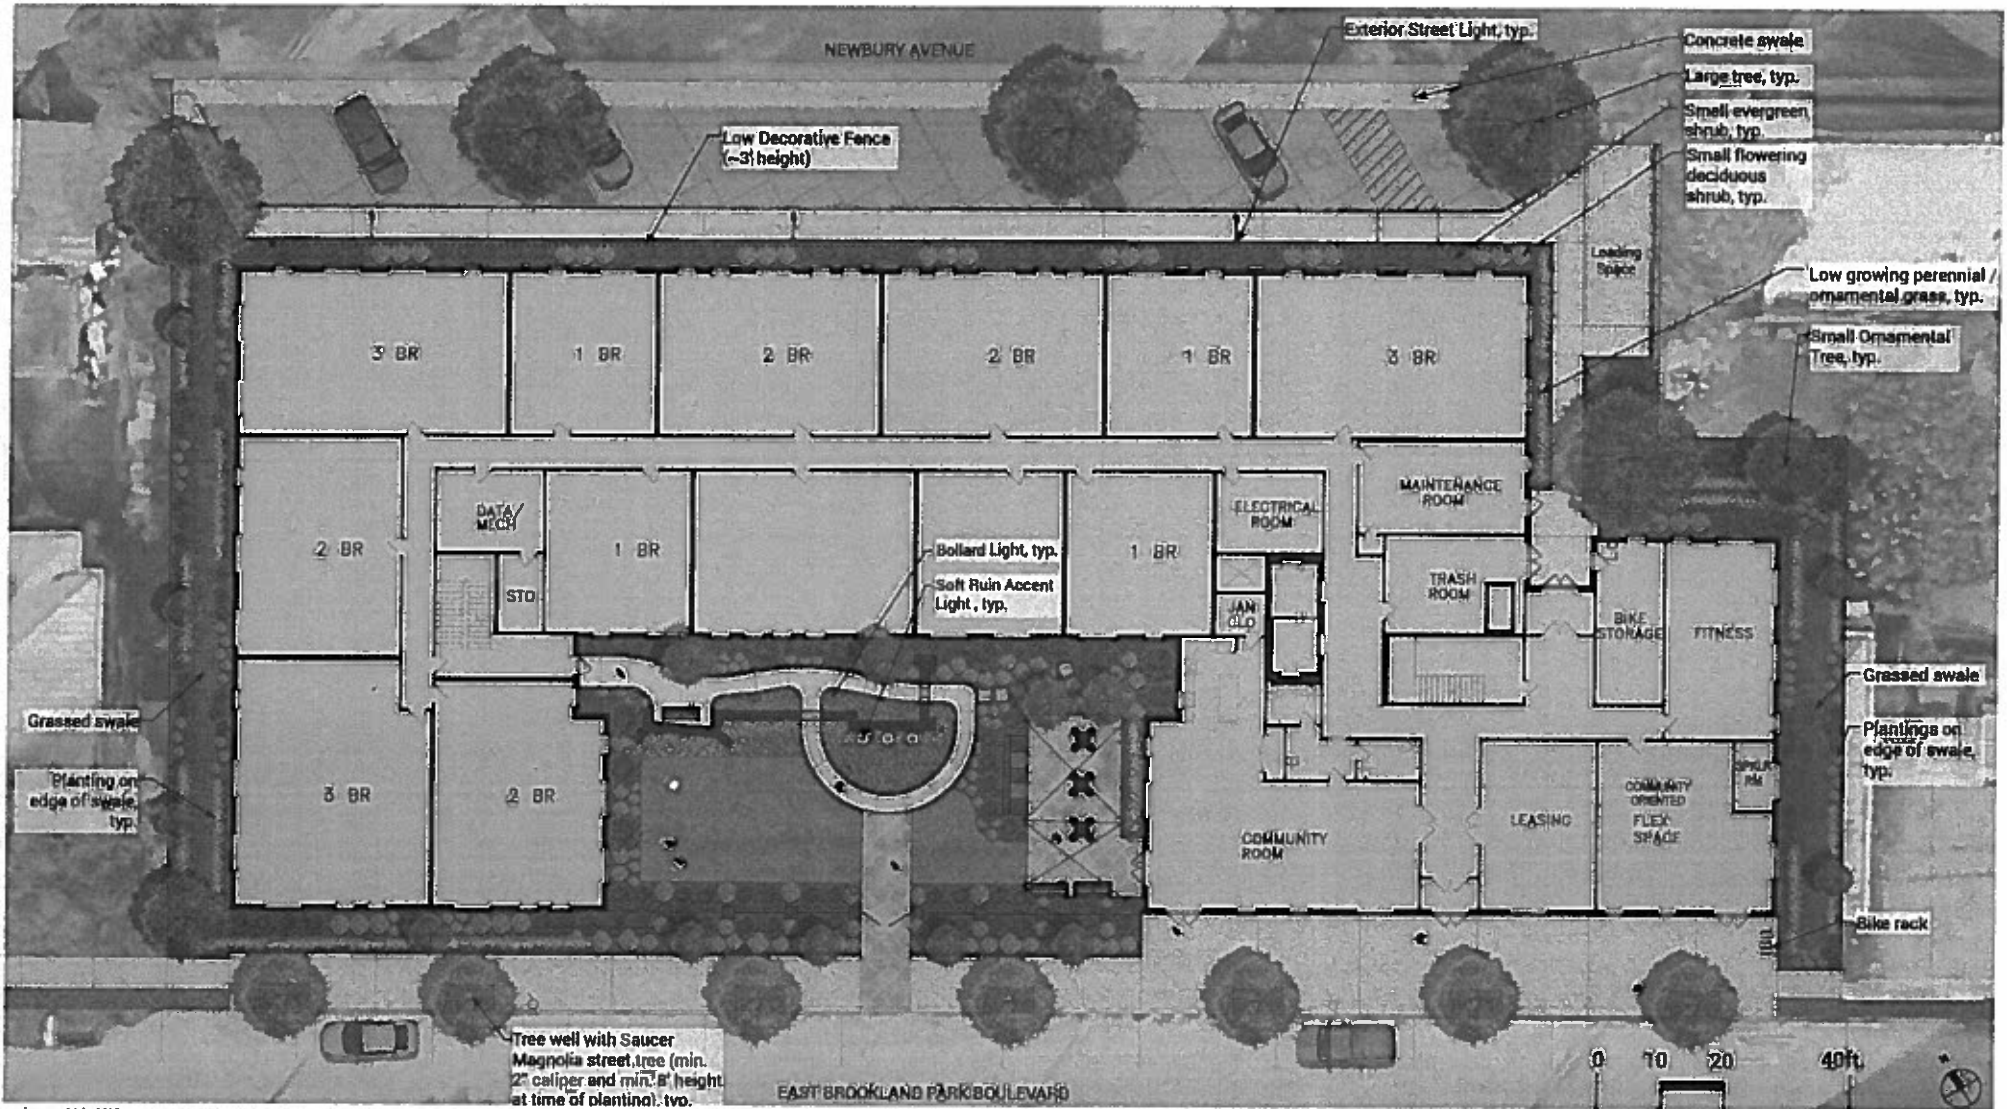 NEWBURY AVENUE
Exterior Street Light, typ.
Concrete swale
Large tree, typ.
Small evergreen
shrub, typ.
Small flowering
deciduous
shrub, typ.
Low Decorative Fence
(~3' height)
Loading
Space
Low growing perennial /
ornamental grass, typ.
Small Ornamental
Tree, typ.
3 BR
1 BR
2 BR
2 BR
1 BR
3 BR
MAINTENANCE
ROOM
DATA/
MECH
ELECTRICAL
ROOM
2 BR
1 BR
1 BR
Bollard Light, typ.
Soft Ruin Accent
Light , typ.
STO
JAN
CLO
TRASH
ROOM
BIKE
STORAGE
FITNESS
Grassed swale
Grassed swale
Planting on
edge of swale,
typ.
Plantings on
edge of swale,
typ.
3 BR
2 BR
COMMUNITY
ROOM
LEASING
COMMUNITY
ORIENTED
FLEX
SPACE
RM
Bike rack
Tree well with Saucer
Magnolia street tree (min.
2" caliper and min. 8' height
at time of planting), typ.
EAST BROOKLAND PARK BOULEVARD
0 10 20 40ft.
N